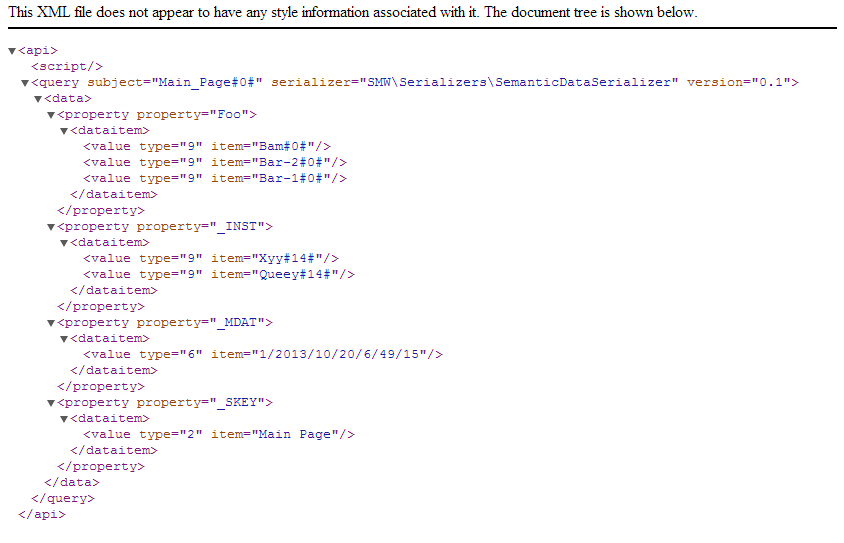 This XML file does not appear to have any style information associated with it. The document tree is shown below.
▼<api>
<script/>
▼<query subject="Main_Page#0#" serializer="SMW\Serializers\SemanticDataSerializer" version="0.1">
▼<data>
▼<property property="Foo">
▼<dataitem>
<value type="9" item="Bam#0#"/>
<value type="9" item="Bar-2#0#"/>
<value type="9" item="Bar-1#0#"/>
</dataitem>
</property>
▼<property property="_INST">
▼<dataitem>
<value type="9" item="Xyy#14#"/>
<value type="9" item="Queey#14#"/>
</dataitem>
</property>
▼<property property="_MDAT">
▼<dataitem>
<value type="6" item="1/2013/10/20/6/49/15"/>
</dataitem>
</property>
▼<property property="_SKEY">
▼<dataitem>
<value type="2" item="Main Page"/>
</dataitem>
</property>
</data>
</query>
</api>